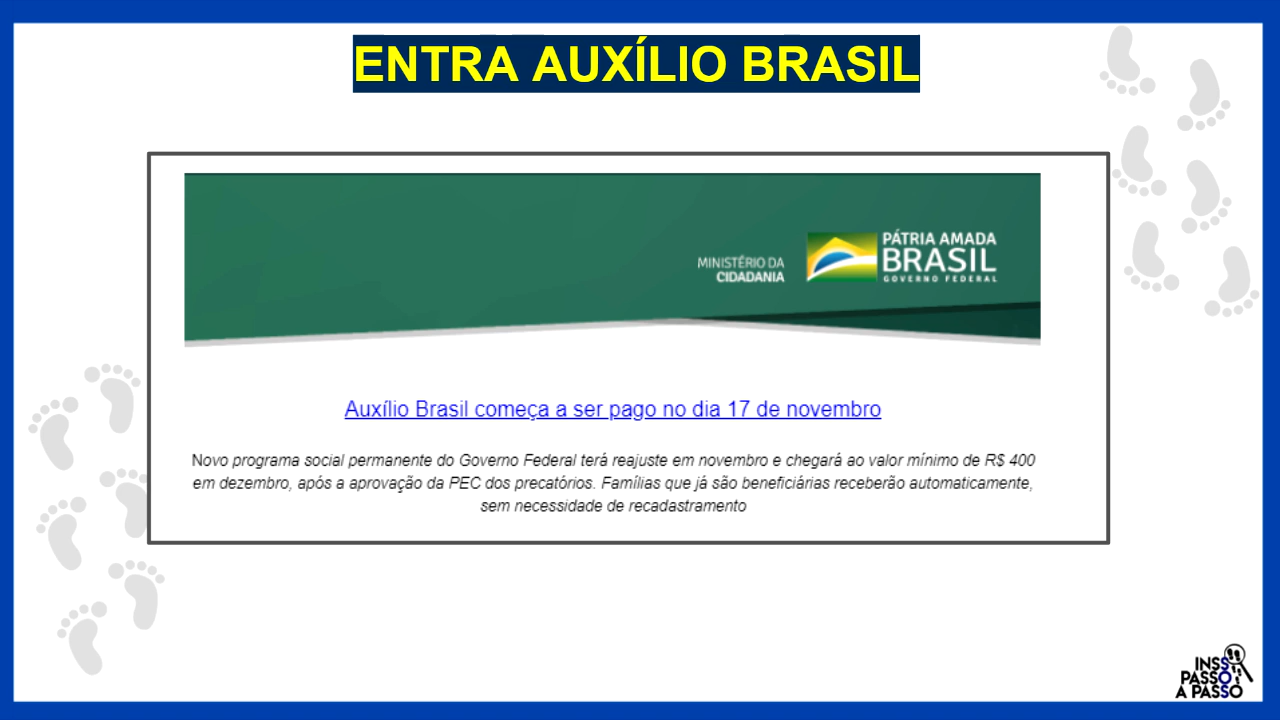 ENTRA AUXÍLIO BRASIL
MINISTÉRIO DA
CIDADANIA
PÁTRIA AMADA
BRASIL
GOVERNO FEDERAL
Auxílio Brasil começa a ser pago no dia 17 de novembro
Novo programa social permanente do Governo Federal terá reajuste em novembro e chegará ao valor mínimo de R$ 400
em dezembro, após a aprovação da PEC dos precatórios. Famílias que já são beneficiárias receberão automaticamente,
sem necessidade de recadastramento
INSS
PASSO
A PASSO